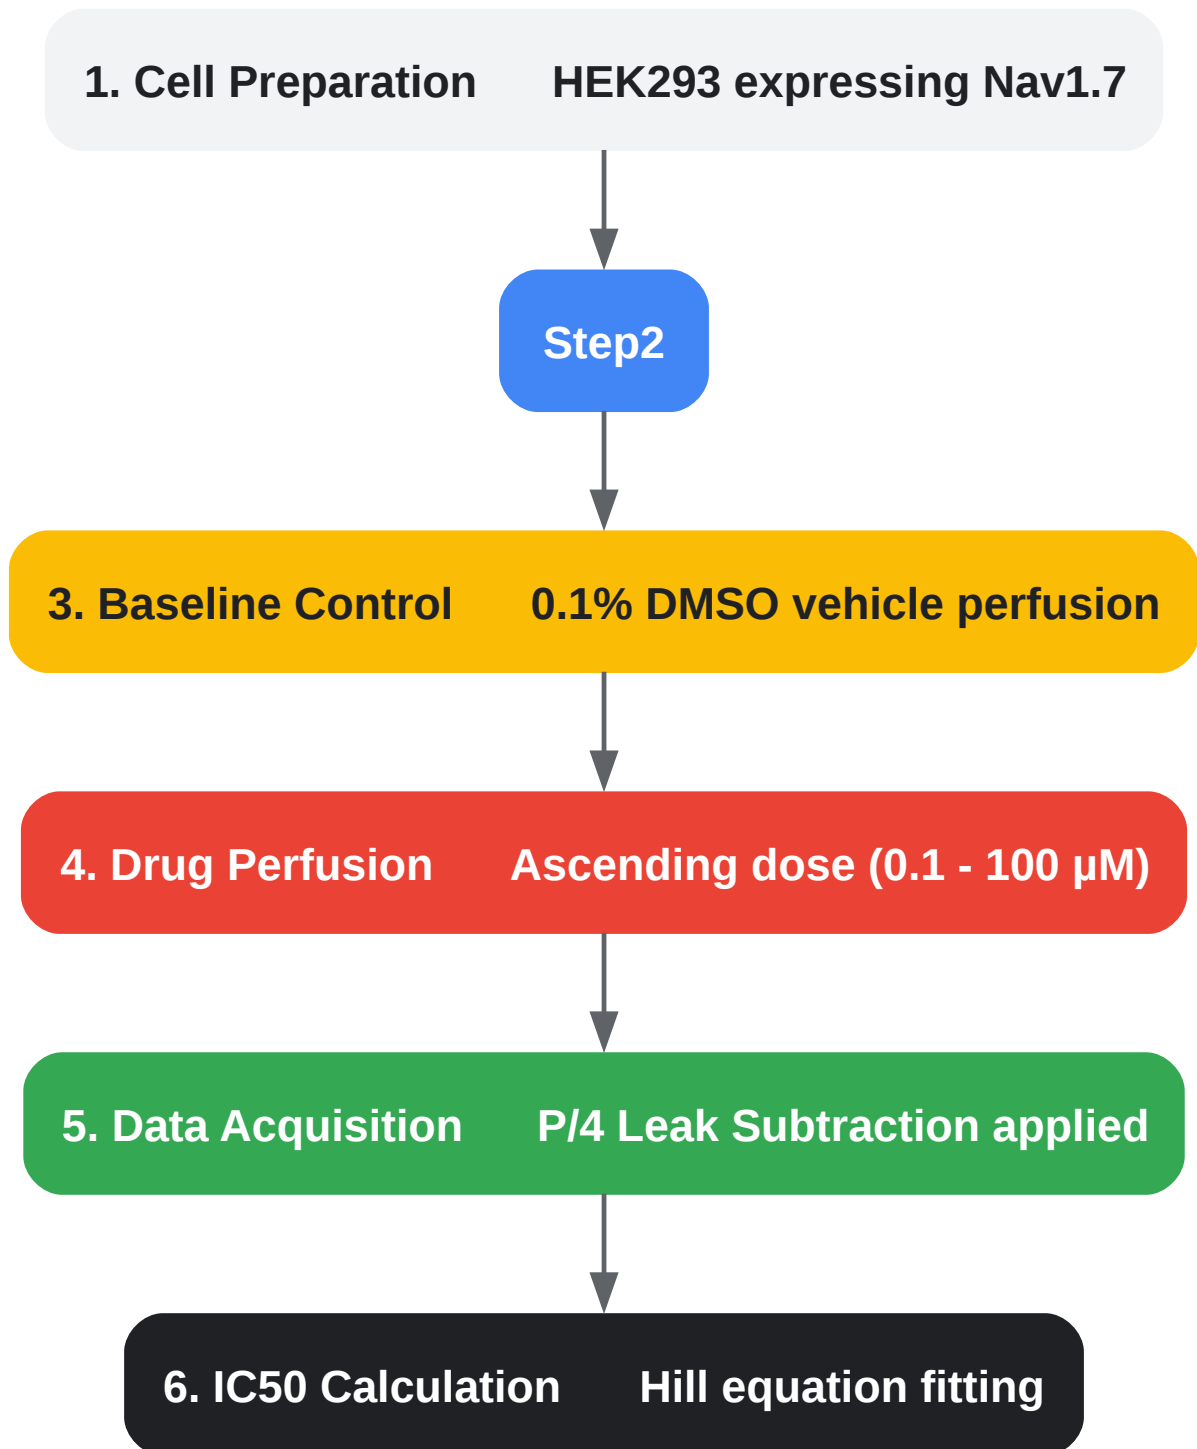 1. Cell Preparation HEK293 expressing Nav1.7
Step2
3. Baseline Control 0.1% DMSO vehicle perfusion
4. Drug Perfusion Ascending dose (0.1 - 100 µM)
5. Data Acquisition P/4 Leak Subtraction applied
6. IC50 Calculation Hill equation fitting